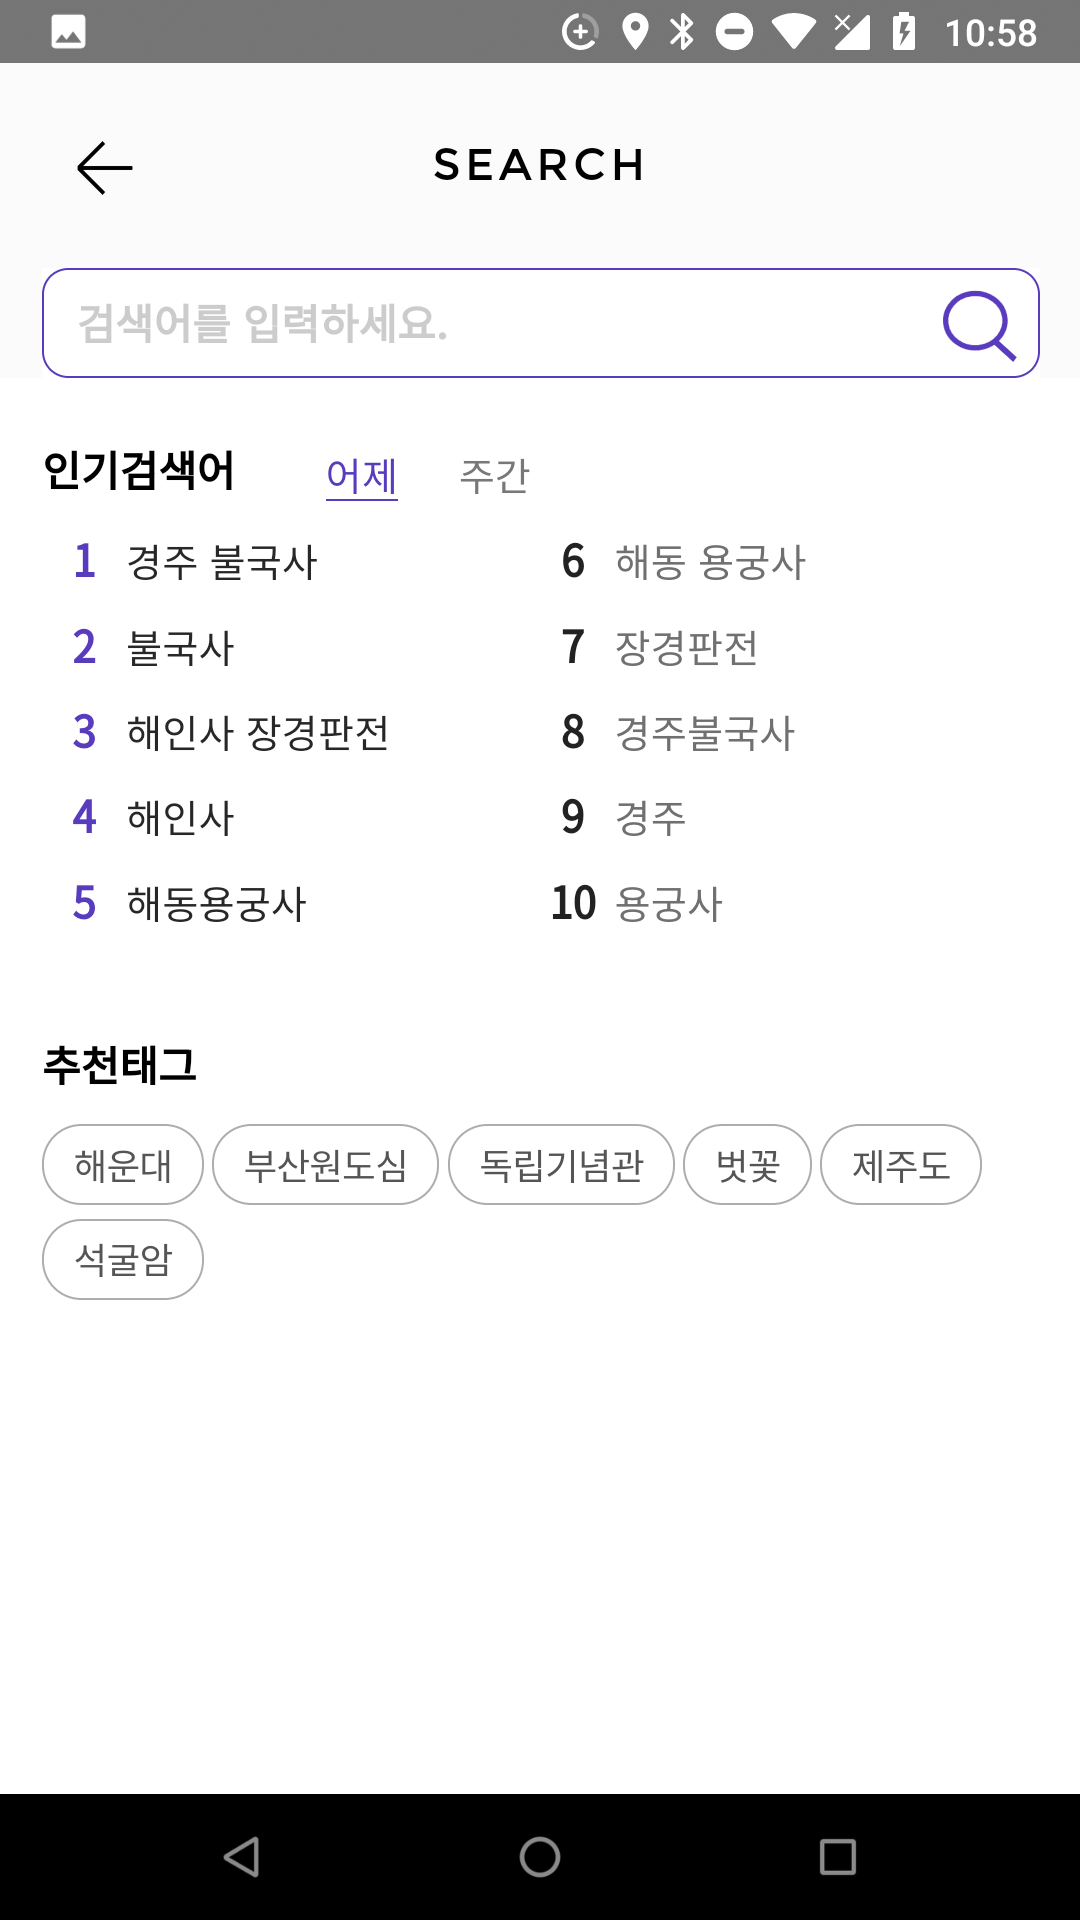 10:58
SEARCH
검색어를 입력하세요.
인기검색어 어제 주간
1 경주 불국사 6 해동 용궁사
2 불국사 7 장경판전
3 해인사 장경판전 8 경주불국사
4 해인사 9 경주
5 해동용궁사 10 용궁사
추천태그
해운대 부산원도심 독립기념관 벗꽃 제주도
석굴암